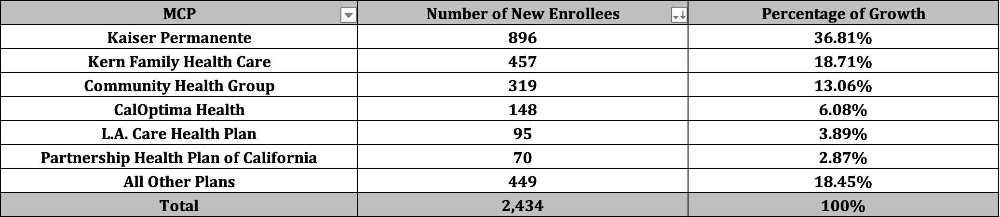 MCP Number of New Enrollees Percentage of Growth
Kaiser Permanente 896 36.81%
Kern Family Health Care 457 18.71%
Community Health Group 319 13.06%
CalOptima Health 148 6.08%
L.A. Care Health Plan 95 3.89%
Partnership Health Plan of California 70 2.87%
All Other Plans 449 18.45%
Total 2,434 100%